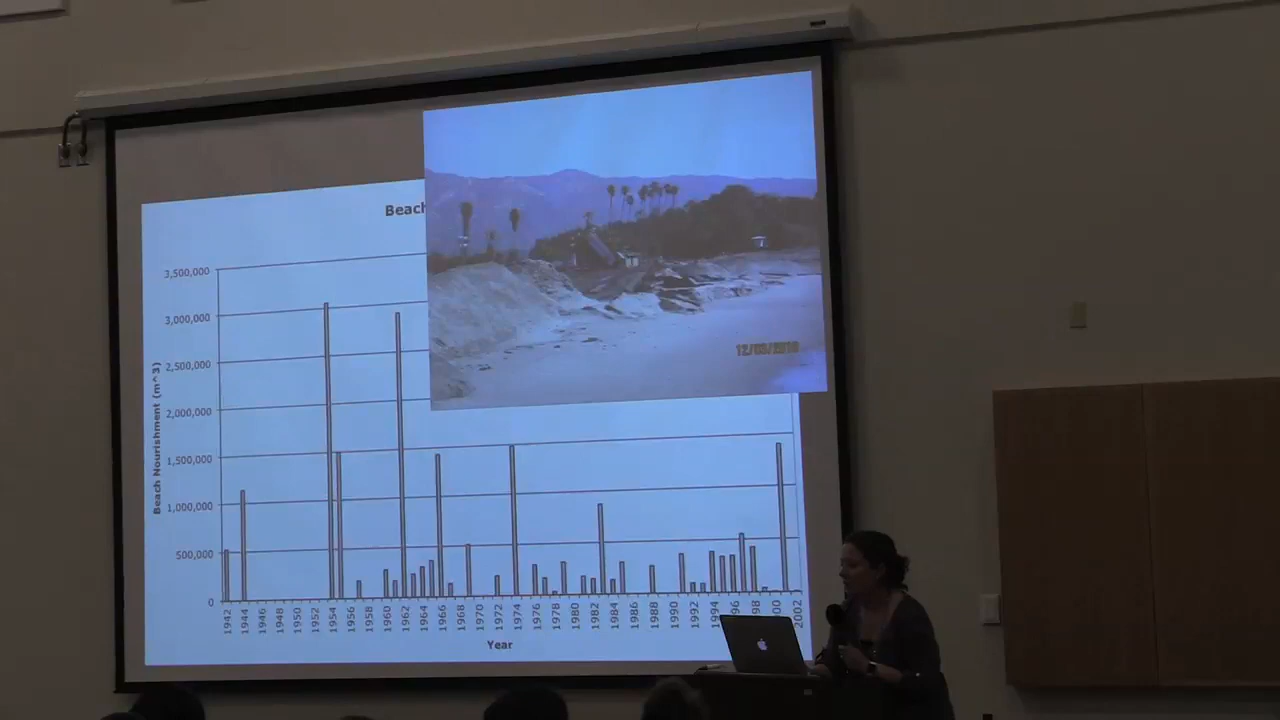 Beach
3,500,000
3,000,000
2,500,000
2,000,000
1,500,000
1,000,000
500,000
0
Beach Nourishment (m^3)
1942 1944 1946 1948 1950 1952 1954 1956 1958 1960 1962 1964 1966 1968 1970 1972 1974 1976 1978 1980 1982 1984 1986 1988 1990 1992 1994 1996 1998 2000 2002
Year